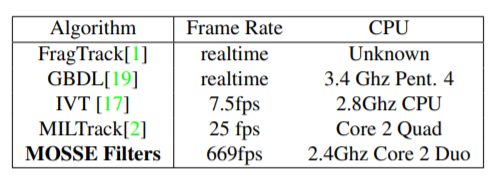 Algorithm Frame Rate CPU
FragTrack[1] realtime Unknown
GBDL[19] realtime 3.4 Ghz Pent. 4
IVT [17] 7.5fps 2.8Ghz CPU
MILTrack[2] 25 fps Core 2 Quad
MOSSE Filters 669fps 2.4Ghz Core 2 Duo